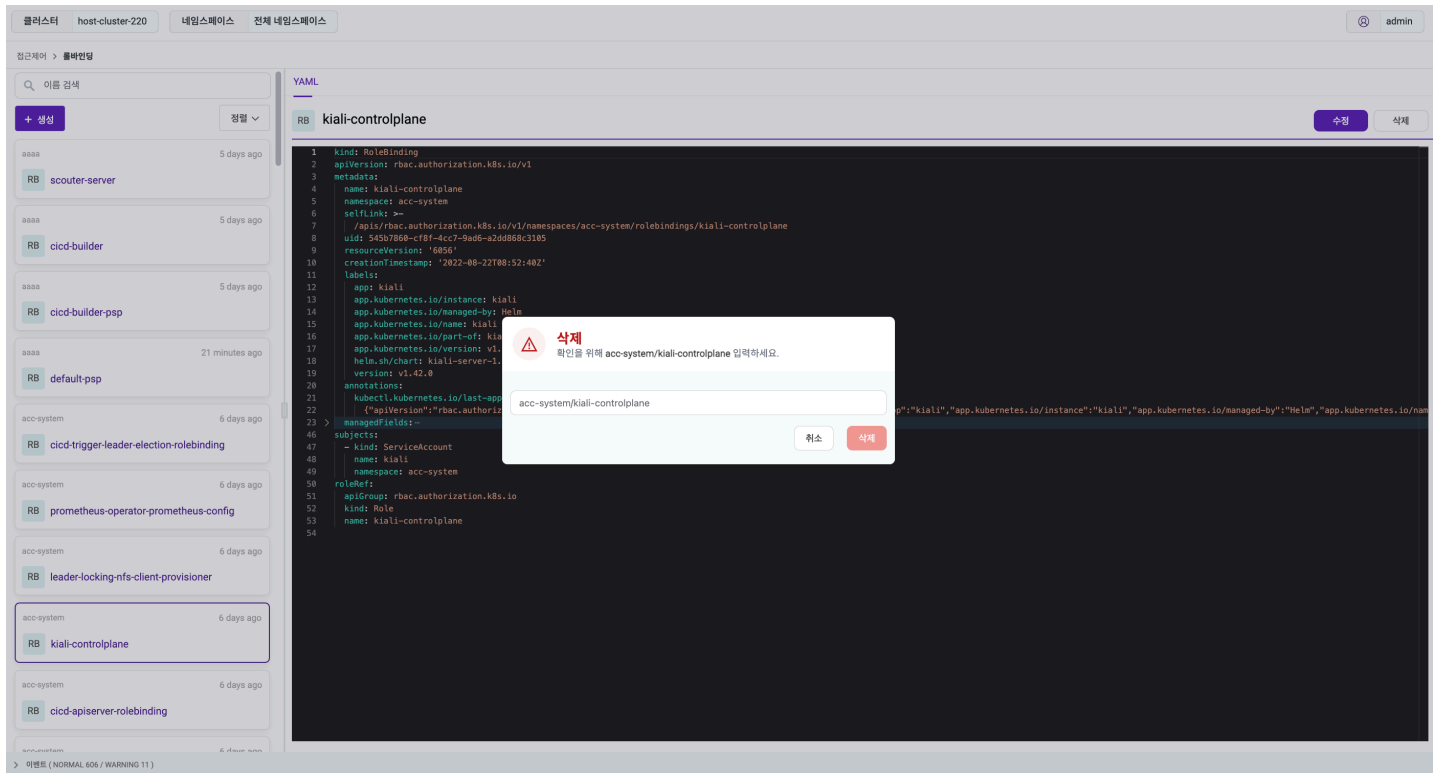 클러스터 host-cluster-220 네임스페이스 전체 네임스페이스 admin
접근제어 > 롤바인딩
이름 검색
+ 생성 정렬
aaaa 5 days ago
RB scouter-server
aaaa 5 days ago
RB cicd-builder
aaaa 5 days ago
RB cicd-builder-psp
aaaa 21 minutes ago
RB default-psp
acc-system 6 days ago
RB cicd-trigger-leader-election-rolebinding
acc-system 6 days ago
RB prometheus-operator-prometheus-config
acc-system 6 days ago
RB leader-locking-nfs-client-provisioner
acc-system 6 days ago
RB kiali-controlplane
acc-system 6 days ago
RB cicd-apiserver-rolebinding
acc-system 6 days ago
YAML
RB kiali-controlplane 수정 삭제
1 kind: RoleBinding
2 apiVersion: rbac.authorization.k8s.io/v1
3 metadata:
4 name: kiali-controlplane
5 namespace: acc-system
6 selfLink: >-
7 /apis/rbac.authorization.k8s.io/v1/namespaces/acc-system/rolebindings/kiali-controlplane
8 uid: 545b7860-cf8f-4cc7-9ad6-a2dd868c3105
9 resourceVersion: '6056'
10 creationTimestamp: '2022-08-22T08:52:40Z'
11 labels:
12 app: kiali
13 app.kubernetes.io/instance: kiali
14 app.kubernetes.io/managed-by: Helm
15 app.kubernetes.io/name: kiali
16 app.kubernetes.io/part-of: kia
17 app.kubernetes.io/version: v1.
18 helm.sh/chart: kiali-server-1.
19 version: v1.42.0
20 annotations:
21 kubectl.kubernetes.io/last-app
22 {"apiVersion":"rbac.authoriz p":"kiali","app.kubernetes.io/instance":"kiali","app.kubernetes.io/managed-by":"Helm","app.kubernetes.io/nam
23 > managedFields:⋯
46 subjects:
47 - kind: ServiceAccount
48 name: kiali
49 namespace: acc-system
50 roleRef:
51 apiGroup: rbac.authorization.k8s.io
52 kind: Role
53 name: kiali-controlplane
54
삭제
확인을 위해 acc-system/kiali-controlplane 입력하세요.
acc-system/kiali-controlplane
취소 삭제
> 이벤트 ( NORMAL 606 / WARNING 11 )